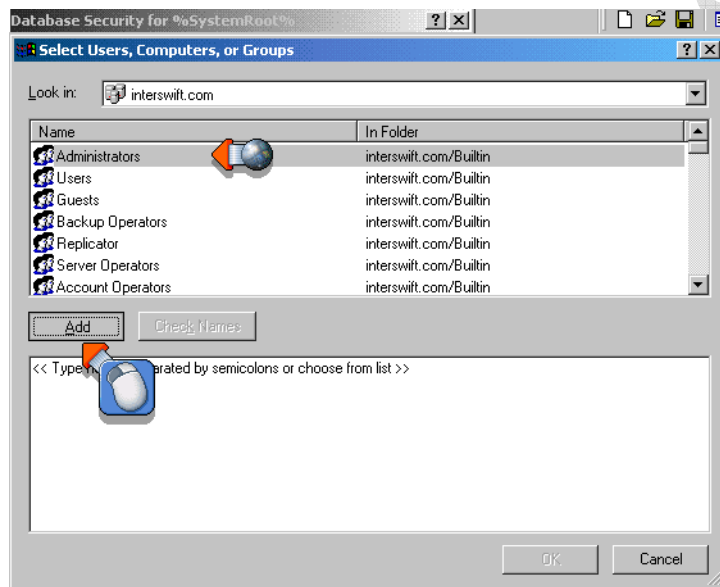 Database Security for %SystemRoot%
Select Users, Computers, or Groups
Look in: interswift.com
Name In Folder
Administrators interswift.com/Builtin
Users interswift.com/Builtin
Guests interswift.com/Builtin
Backup Operators interswift.com/Builtin
Replicator interswift.com/Builtin
Server Operators interswift.com/Builtin
Account Operators interswift.com/Builtin
Add Check Names
<< Type by semicolons or choose from list >>
OK Cancel